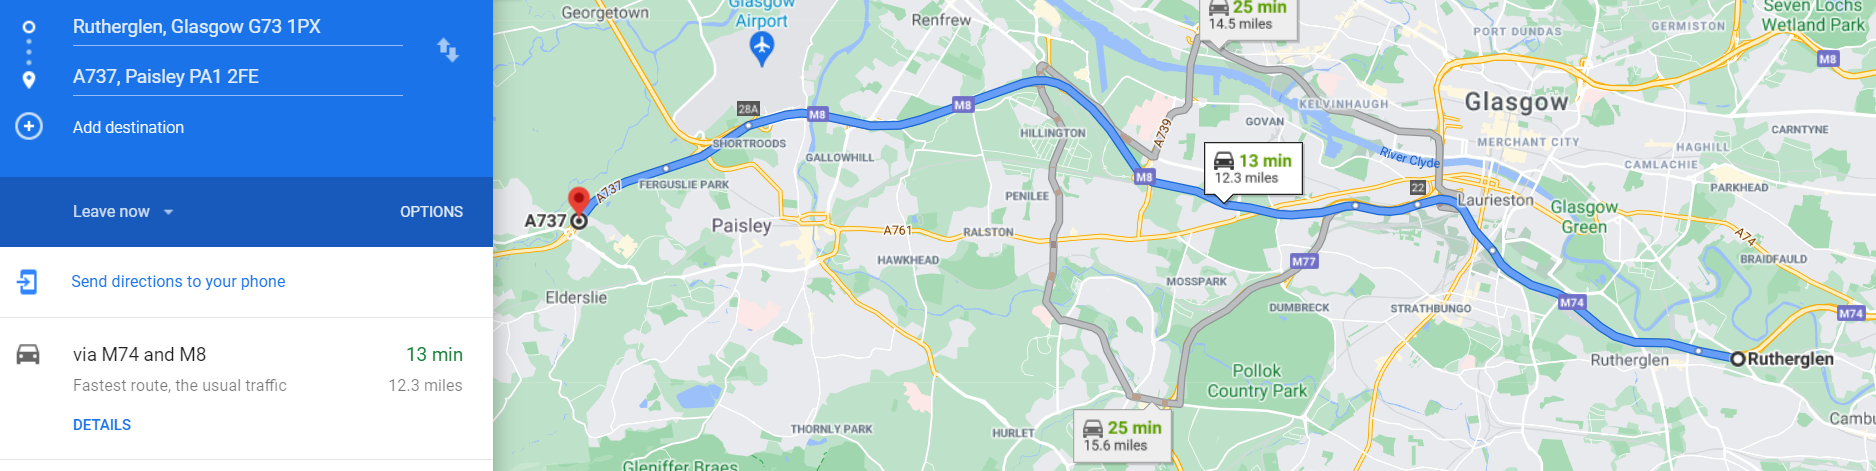 Rutherglen, Glasgow G73 1PX
A737, Paisley PA1 2FE
Add destination
Leave now
OPTIONS
Send directions to your phone
via M74 and M8
13 min
Fastest route, the usual traffic
12.3 miles
DETAILS
Georgetown
Glasgow
Airport
Renfrew
25 min
14.5 miles
PORT DUNDAS
GERMISTON
Seven Lochs
Wetland Park
M8
28A
M8
M8
KELVINHAUGH
Glasgow
HILLINGTON
A739
GOVAN
CARNTYNE
SHORTROODS
GALLOWHILL
MERCHANT CITY
HAGHILL
River Clyde
CAMLACHIE
13 min
12.3 miles
M8
FERGUSLIE PARK
A737
PENILEE
22
PARKHEAD
Laurieston
Glasgow
Green
A737
Paisley
A761
RALSTON
A74
HAWKHEAD
M77
BRAIDFAULD
MOSSPARK
Elderslie
DUMBRECK
STRATHBUNGO
M74
M74
Rutherglen
Rutherglen
Pollok
Country Park
25 min
15.6 miles
THORNLY PARK
HURLET
Cambu
Gleniffer Braes